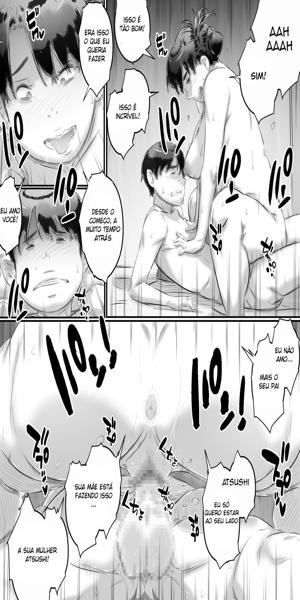 AAH
AAAH
SIM!
ISSO É
TÃO BOM!
ERA ISSO
O QUE EU
QUERIA
FAZER
ISSO É
INCRÍVEL!
DESDE O
COMEÇO, A
MUITO TEMPO
ATRÁS
EU AMO
VOCÊ!
EU NÃO
AMO...
MAIS O
SEU PAI
ATSUSHI
EU SÓ
QUERO ESTAR
AO SEU LADO
SUA MÃE ESTÁ
FAZENDO ISSO
...
A SUA MULHER
ATSUSHI!